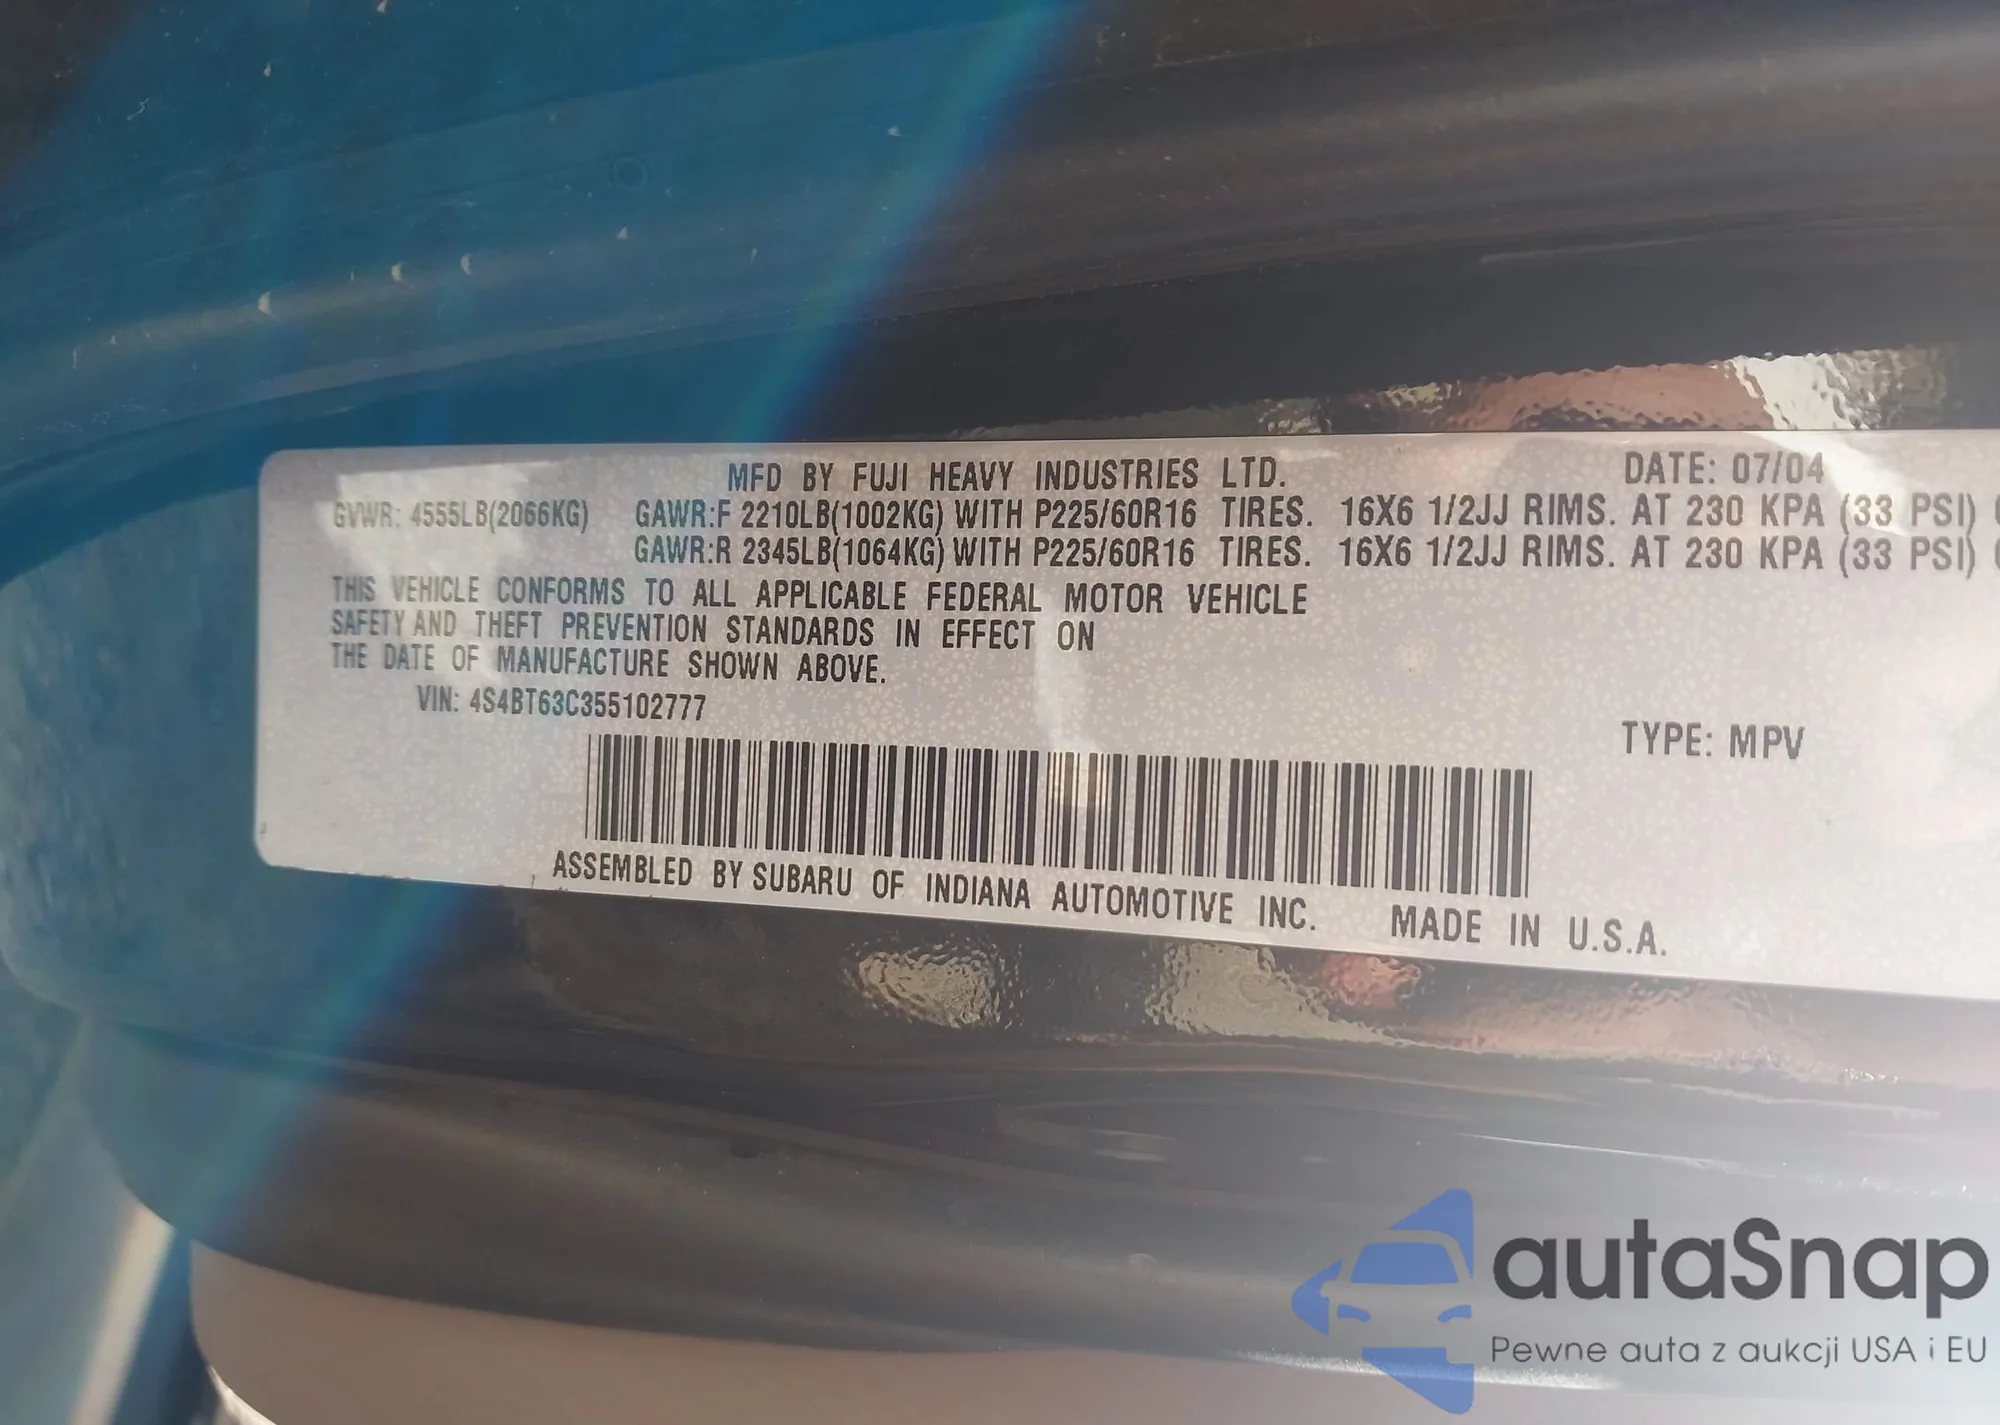 MFD BY FUJI HEAVY INDUSTRIES LTD. DATE: 07/04
GVWR: 4555LB(2066KG) GAWR:F 2210LB(1002KG) WITH P225/60R16 TIRES. 16X6 1/2JJ RIMS. AT 230 KPA (33 PSI)
GAWR:R 2345LB(1064KG) WITH P225/60R16 TIRES. 16X6 1/2JJ RIMS. AT 230 KPA (33 PSI)
THIS VEHICLE CONFORMS TO ALL APPLICABLE FEDERAL MOTOR VEHICLE
SAFETY AND THEFT PREVENTION STANDARDS IN EFFECT ON
THE DATE OF MANUFACTURE SHOWN ABOVE.
VIN: 4S4BT63C355102777
TYPE: MPV
ASSEMBLED BY SUBARU OF INDIANA AUTOMOTIVE INC. MADE IN U.S.A.
autaSnap
Pewne auta z aukcji USA i EU